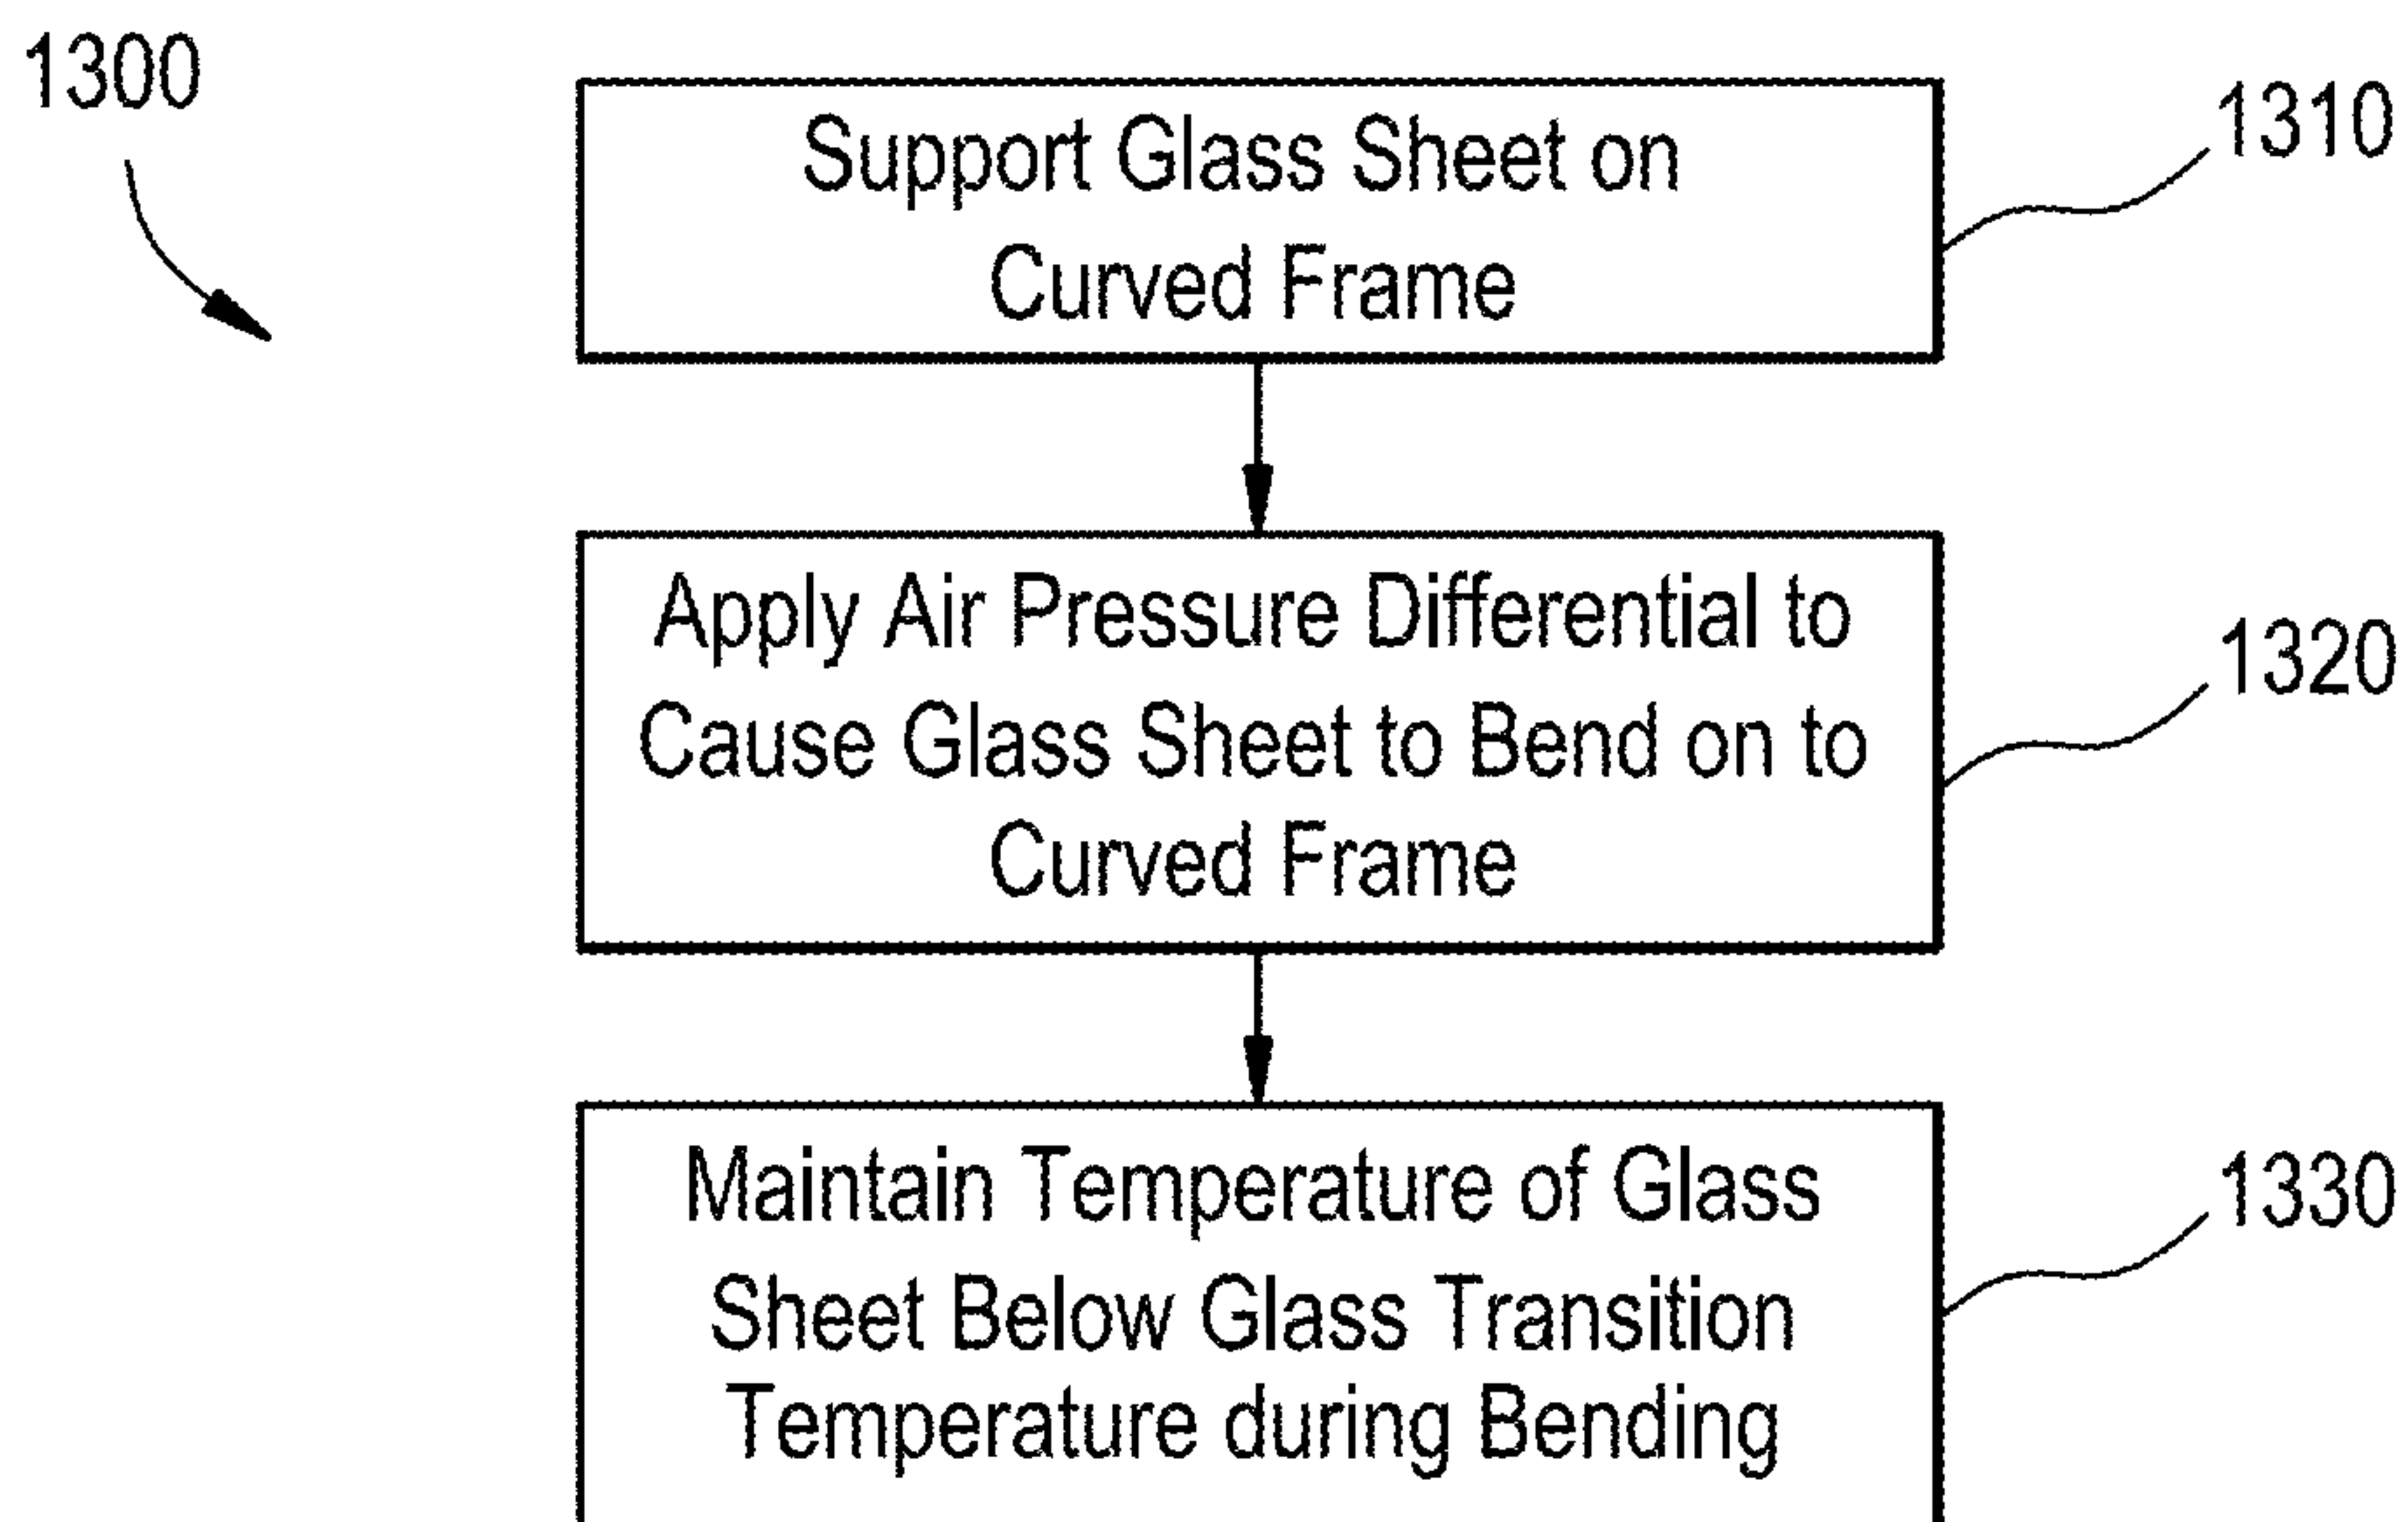 1300
Support Glass Sheet on
Curved Frame
1310
Apply Air Pressure Differential to
Cause Glass Sheet to Bend on to
Curved Frame
1320
Maintain Temperature of Glass
Sheet Below Glass Transition
Temperature during Bending
1330